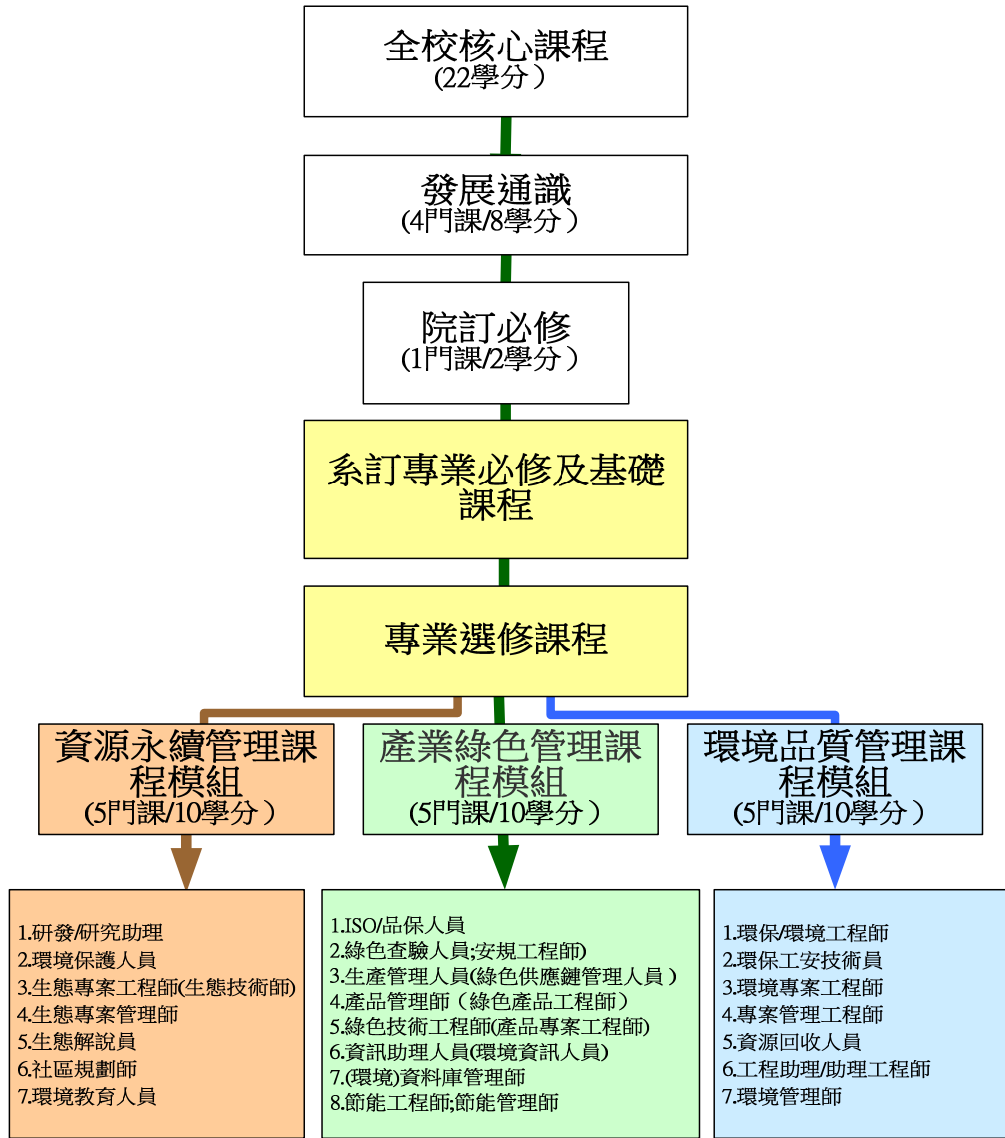 全校核心課程
(22學分）
發展通識
(4門課/8學分）
院訂必修
(1門課/2學分）
系訂專業必修及基礎
課程
專業選修課程
資源永續管理課
程模組
(5門課/10學分）
產業綠色管理課
程模組
(5門課/10學分）
環境品質管理課
程模組
(5門課/10學分）
1.研發/研究助理
2.環境保護人員
3.生態專案工程師(生態技術師)
4.生態專案管理師
5.生態解說員
6.社區規劃師
7.環境教育人員
1.ISO/品保人員
2.綠色查驗人員;安規工程師)
3.生產管理人員(綠色供應鏈管理人員）
4.產品管理師（綠色產品工程師）
5.綠色技術工程師(產品專案工程師)
6.資訊助理人員(環境資訊人員）
7.(環境)資料庫管理師
8.節能工程師;節能管理師
1.環保/環境工程師
2.環保工安技術員
3.環境專案工程師
4.專案管理工程師
5.資源回收人員
6.工程助理/助理工程師
7.環境管理師